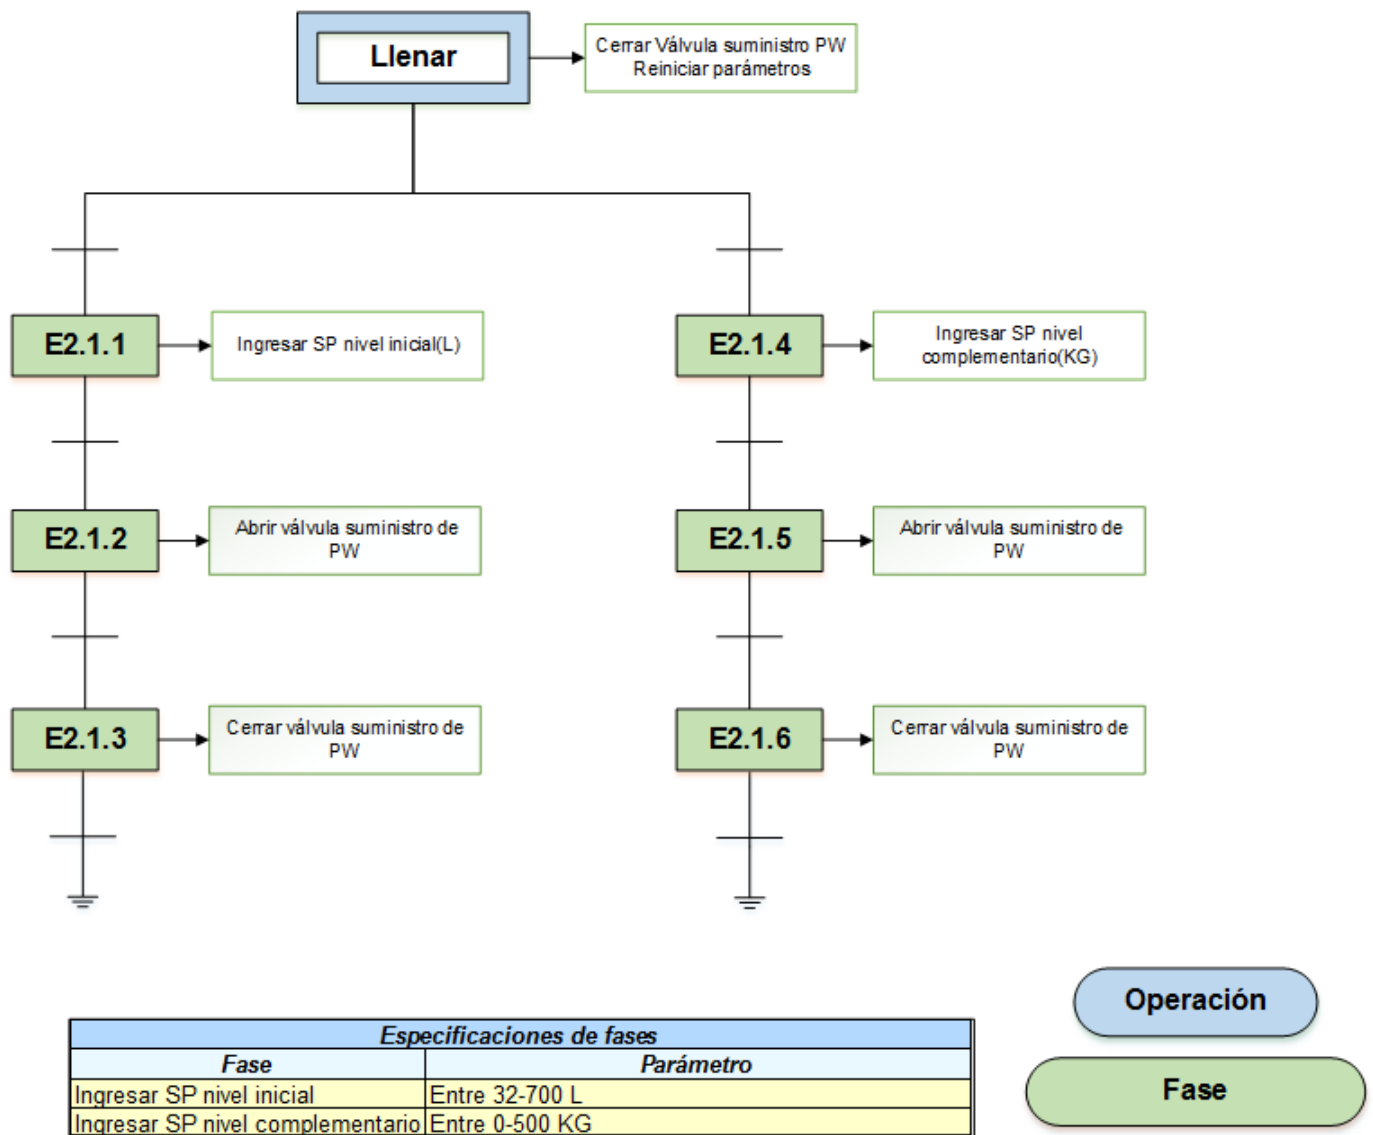 Llenar
Cerrar Válvula suministro PW
Reiniciar parámetros
E2.1.1
Ingresar SP nivel inicial(L)
E2.1.4
Ingresar SP nivel
complementario(KG)
E2.1.2
Abrir válvula suministro de
PW
E2.1.5
Abrir válvula suministro de
PW
E2.1.3
Cerrar válvula suministro de
PW
E2.1.6
Cerrar válvula suministro de
PW
Operación
Fase
Especificaciones de fases
Fase Parámetro
Ingresar SP nivel inicial Entre 32-700 L
Ingresar SP nivel complementario Entre 0-500 KG